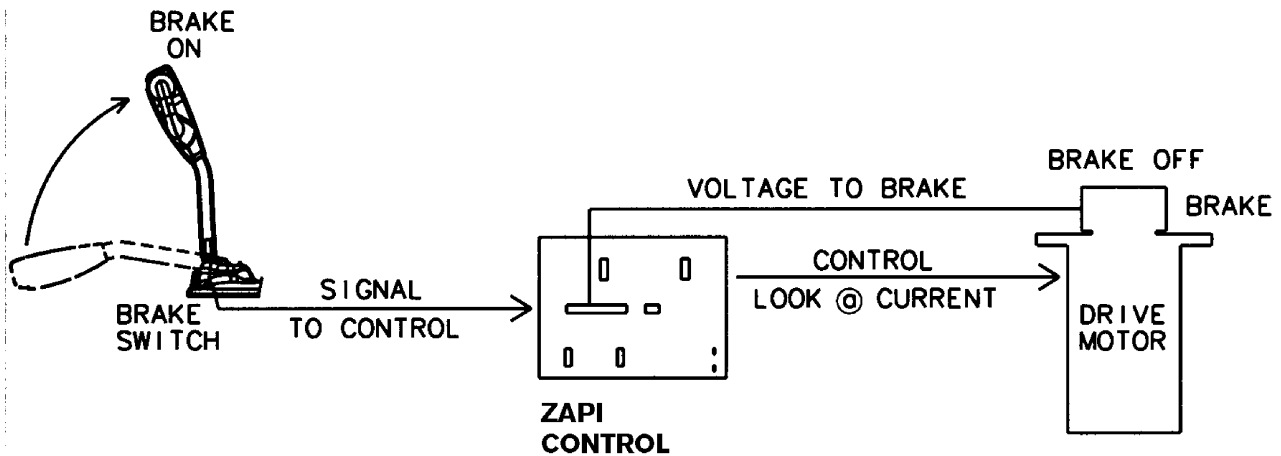 BRAKE
ON
BRAKE OFF
VOLTAGE TO BRAKE
BRAKE
CONTROL
LOOK @ CURRENT
SIGNAL
TO CONTROL
BRAKE
SWITCH
DRIVE
MOTOR
ZAPI
CONTROL